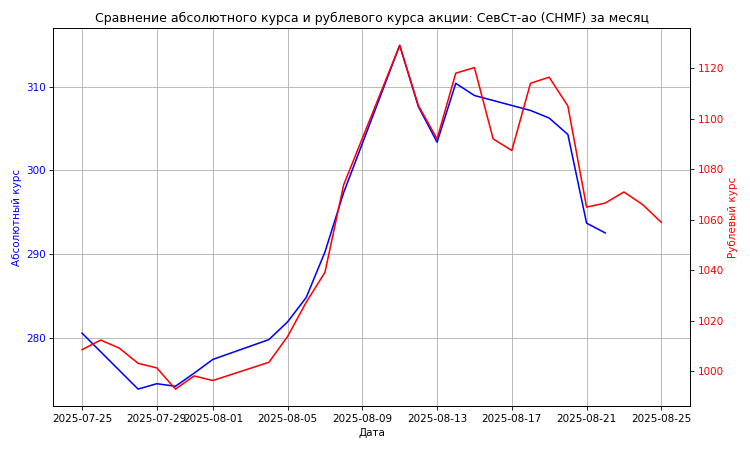 Сравнение абсолютного курса и рублевого курса акции: СевСт-ао (CHMF) за месяц
310
300
290
280
Абсолютный курс
1120
1100
1080
1060
1040
1020
1000
Рублевый курс
2025-07-25 2025-07-29 2025-08-01 2025-08-05 2025-08-09 2025-08-13 2025-08-17 2025-08-21 2025-08-25
Дата